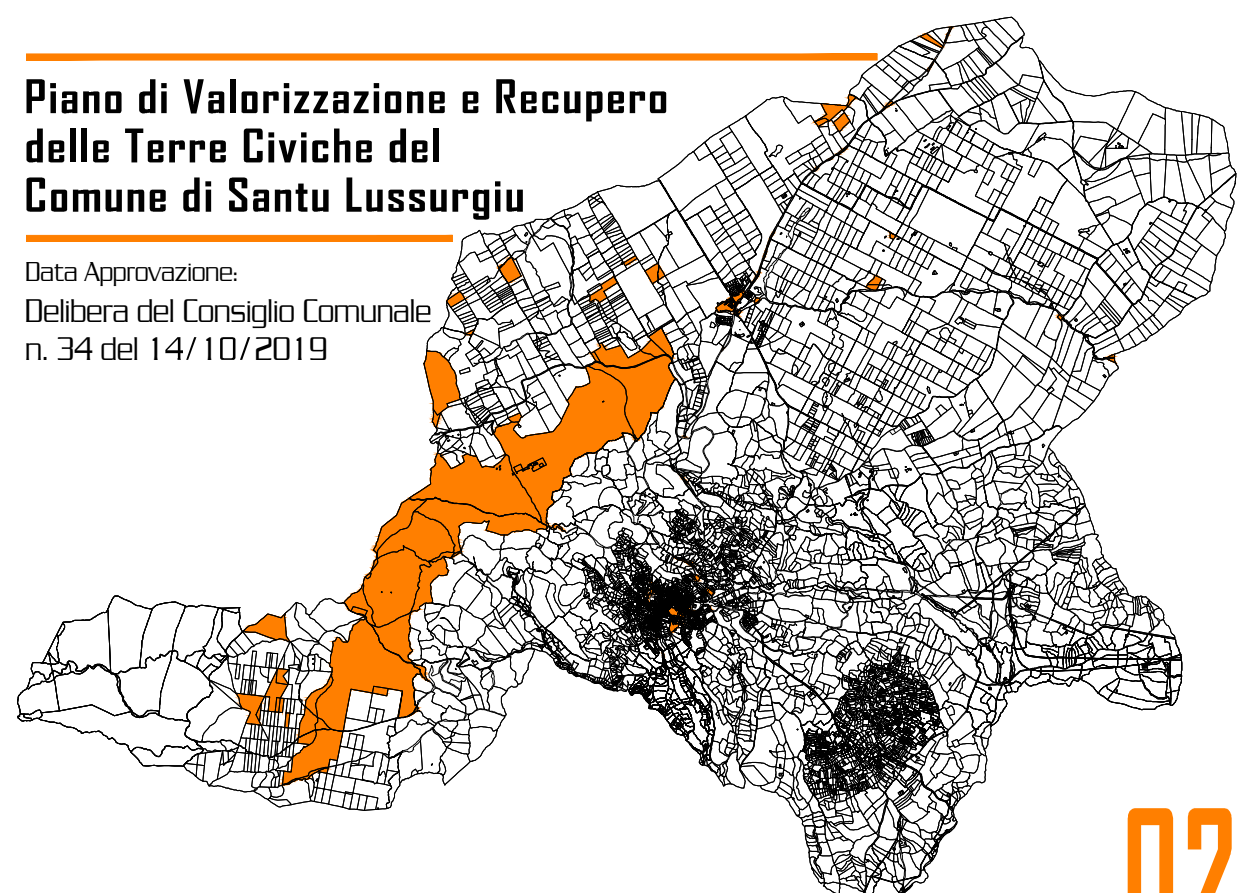 Piano di Valorizzazione e Recupero
delle Terre Civiche del
Comune di Santu Lussurgiu
Data Approvazione:
Delibera del Consiglio Comunale
n. 34 del 14/10/2019
02